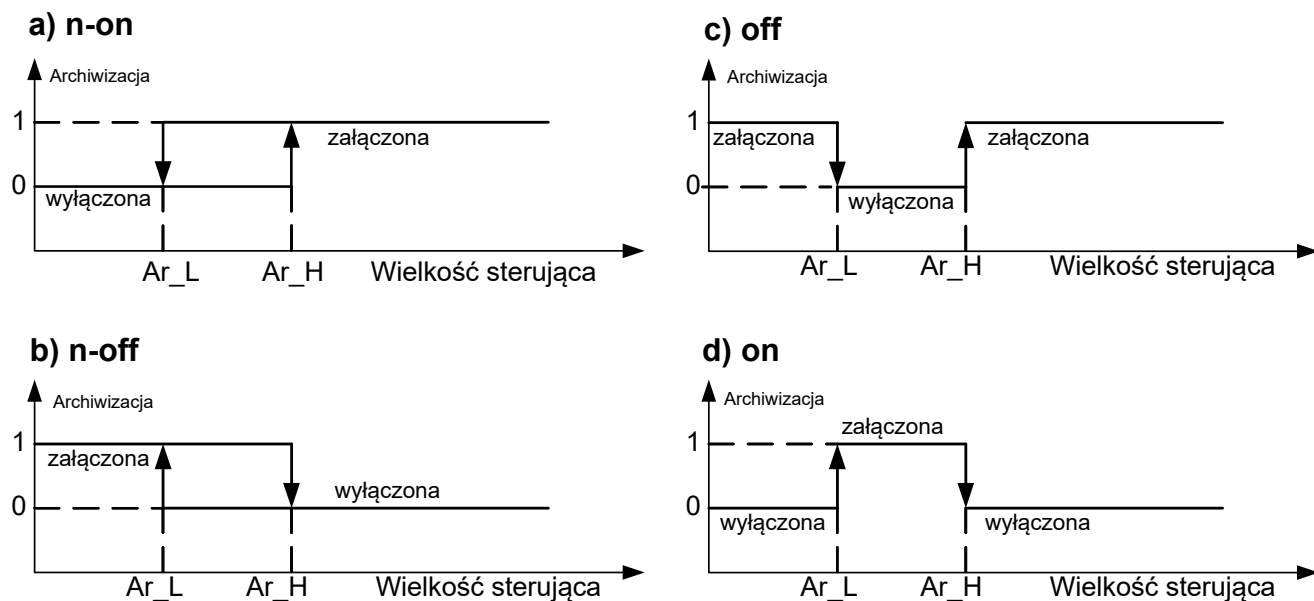 a) n-on
Archiwizacja
1
załączona
0
wyłączona
Ar_L
Ar_H
Wielkość sterująca
c) off
Archiwizacja
1
załączona
załączona
0
wyłączona
Ar_L
Ar_H
Wielkość sterująca
b) n-off
Archiwizacja
1
załączona
wyłączona
0
Ar_L
Ar_H
Wielkość sterująca
d) on
Archiwizacja
załączona
1
0
wyłączona
wyłączona
Ar_L
Ar_H
Wielkość sterująca